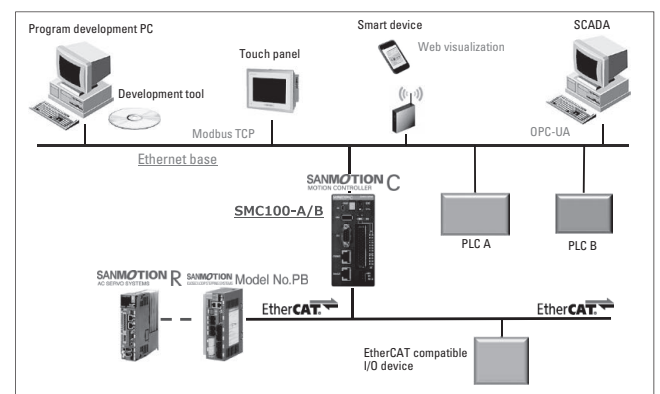 Program development PC
Development tool
Touch panel
Smart device
Web visualization
SCADA
Modbus TCP
OPC-UA
Ethernet base
SANMOTION C
MOTION CONTROLLER
SMC100-A/B
PLC A
PLC B
SANMOTION R
AC SERVO SYSTEMS
SANMOTION Model No.PB
EtherCAT.
EtherCAT.
EtherCAT compatible
I/O device